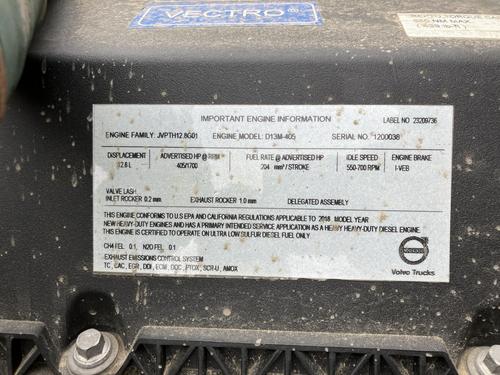 VECTRO®
350 NM MAX.
IMPORTANT ENGINE INFORMATION
LABEL NO 23209736
ENGINE FAMILY: JVPTH12.8G01 ENGINE MODEL: D13M-405 SERIAL NO. 1200038
DISPLACEMENT ADVERTISED HP @ RPM FUEL RATE @ ADVERTISED HP IDLE SPEED ENGINE BRAKE
12.8 L 405/1700 204 mm³/STROKE 550-700 RPM I-VEB
VALVE LASH
INLET ROCKER 0.2 mm EXHAUST ROCKER 1.0 mm DELEGATED ASSEMBLY
THIS ENGINE CONFORMS TO U.S EPA AND CALIFORNIA REGULATIONS APPLICABLE TO 2018 MODEL YEAR
NEW HEAVY-DUTY ENGINES AND HAS A PRIMARY INTENDED SERVICE CLASS AS A HEAVY HEAVY-DUTY DIESEL ENGINE
THIS ENGINE IS CERTIFIED TO OPERATE ON ULTRA LOW SULFUR DIESEL FUEL ONLY.
CH4 FEL 0.1, N2O FEL 0.1
EXHAUST EMISSIONS CONTROL SYSTEM
TC, CAC, EGR, DDI, ECM, DOC, PTOX, SCR-U, AMOX
VOLVO
Volvo Trucks